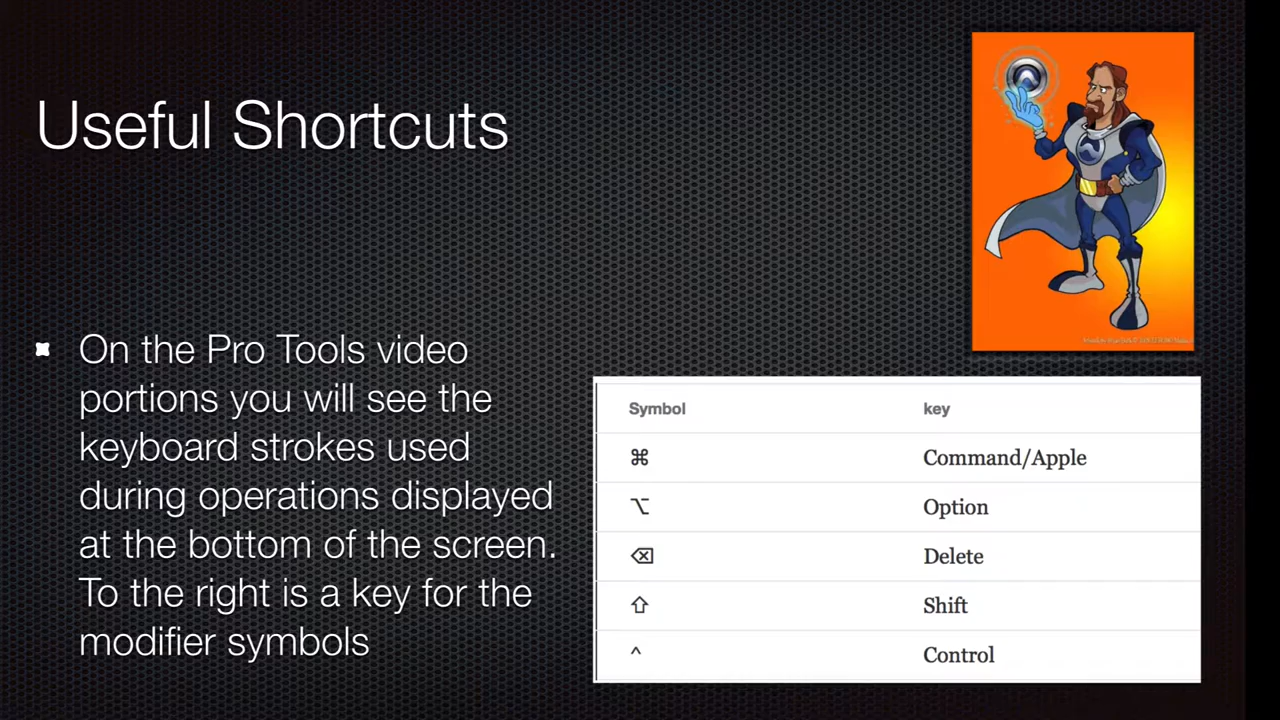 Useful Shortcuts
On the Pro Tools video
portions you will see the
keyboard strokes used
during operations displayed
at the bottom of the screen.
To the right is a key for the
modifier symbols
Symbol key
⌘ Command/Apple
⌥ Option
⌫ Delete
⇧ Shift
^ Control